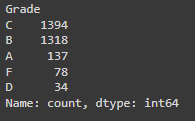 Grade
C    1394
B    1318
A     137
F      78
D      34
Name: count, dtype: int64